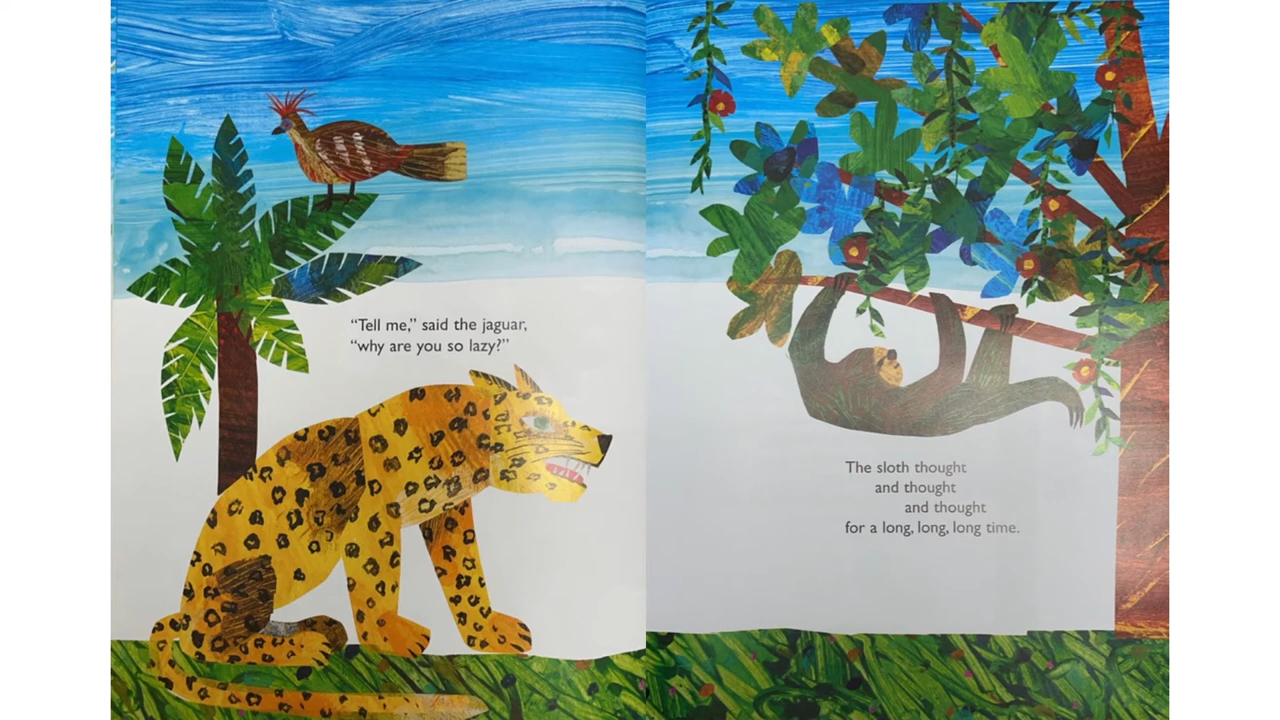 “Tell me,” said the jaguar,
“why are you so lazy?”
The sloth thought
and thought
and thought
for a long, long, long time.